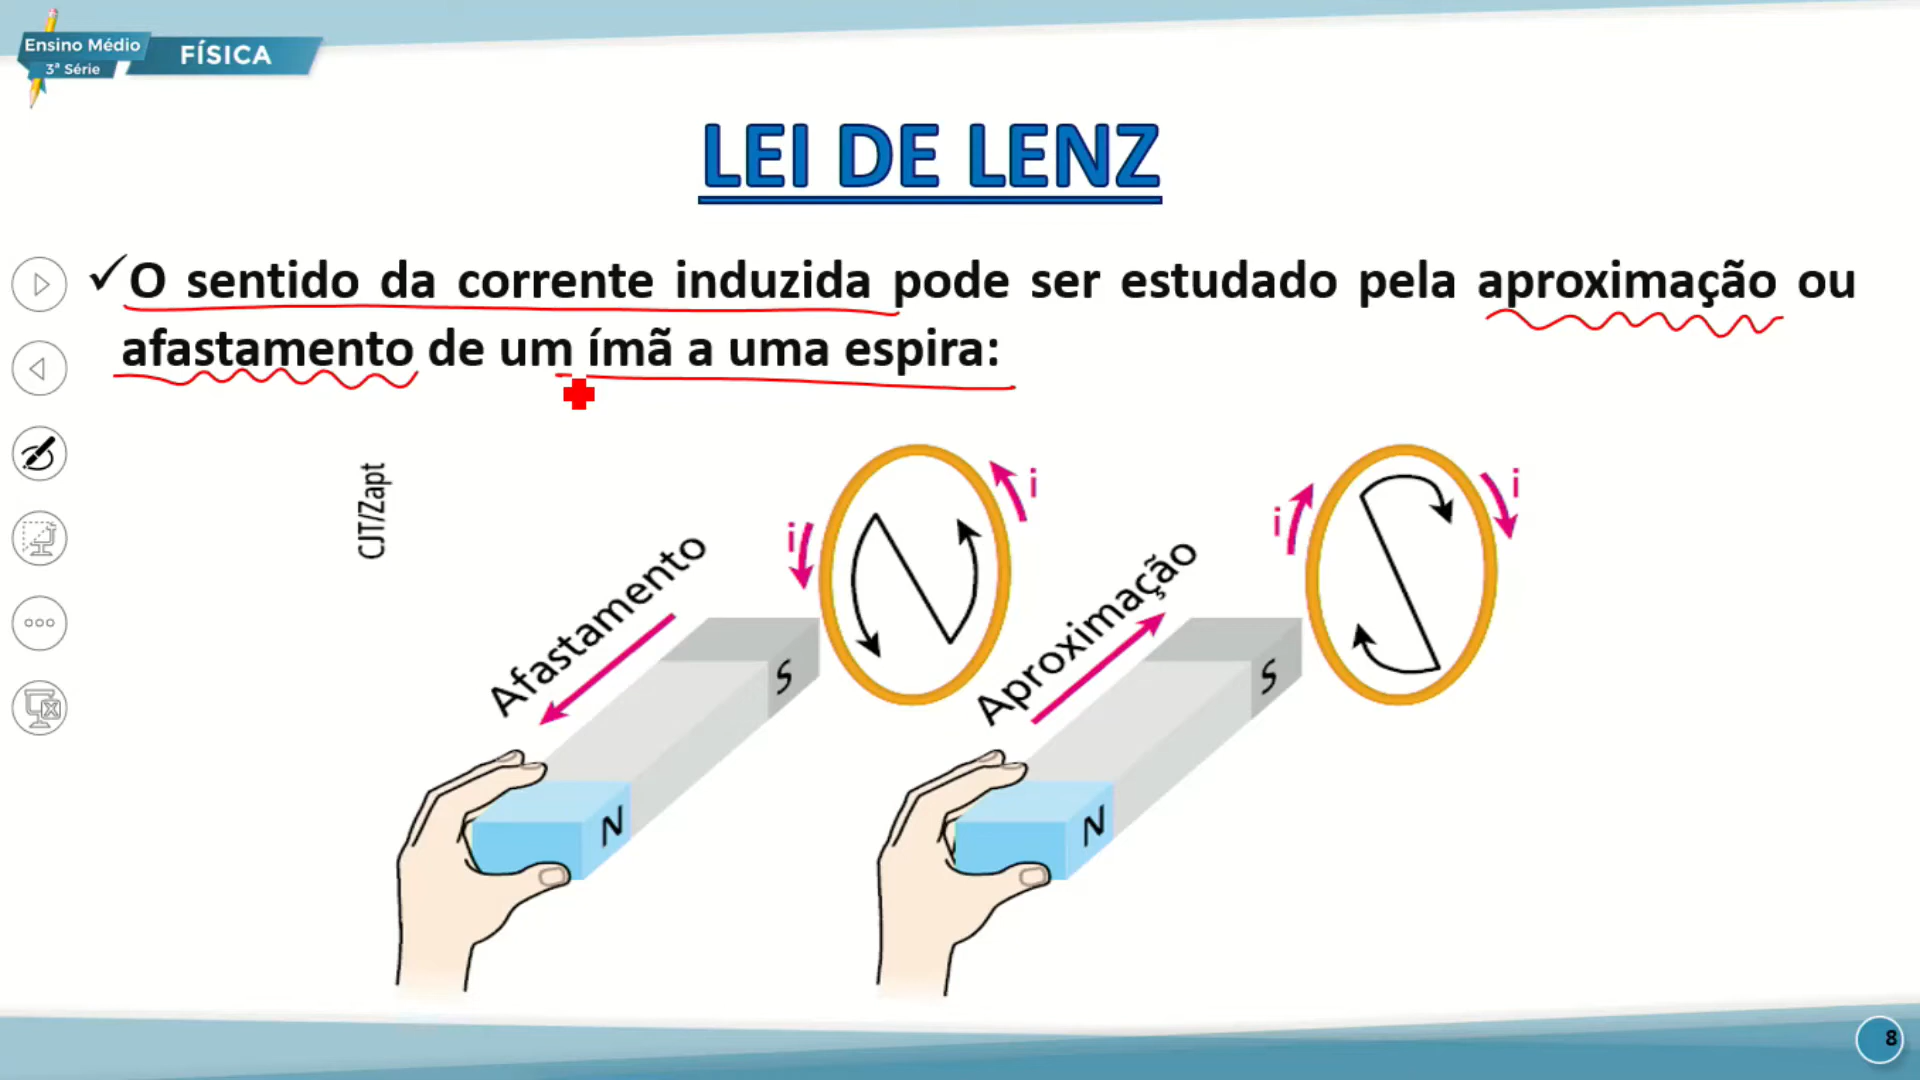 Ensino Médio
3ª Série
FÍSICA
LEI DE LENZ
✓O sentido da corrente induzida pode ser estudado pela aproximação ou
afastamento de um ímã a uma espira:
CJT/Zapt
Afastamento
i
i
S
N
Aproximação
i
i
S
N
8